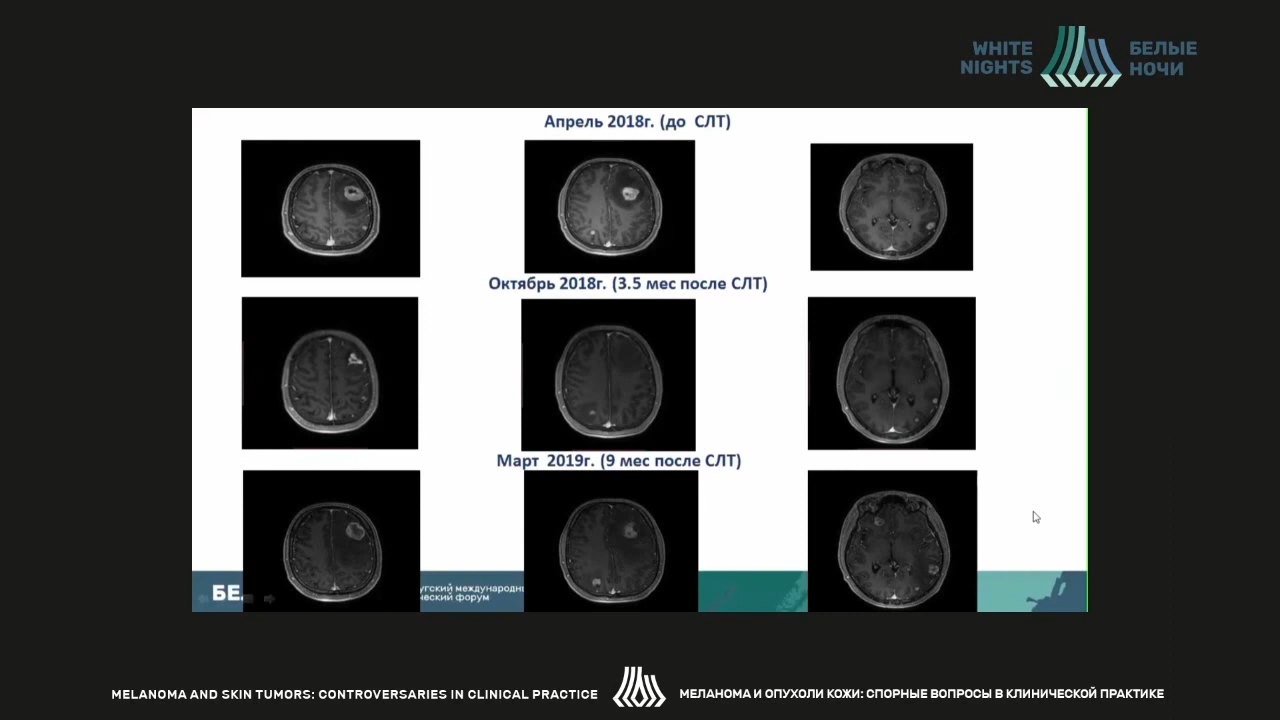 WHITE
NIGHTS
БЕЛЫЕ
НОЧИ
Апрель 2018г. (до СЛТ)
Октябрь 2018г. (3.5 мес после СЛТ)
Март 2019г. (9 мес после СЛТ)
БЕ
MELANOMA AND SKIN TUMORS: CONTROVERSARIES IN CLINICAL PRACTICE
МЕЛАНОМА И ОПУХОЛИ КОЖИ: СПОРНЫЕ ВОПРОСЫ В КЛИНИЧЕСКОЙ ПРАКТИКЕ